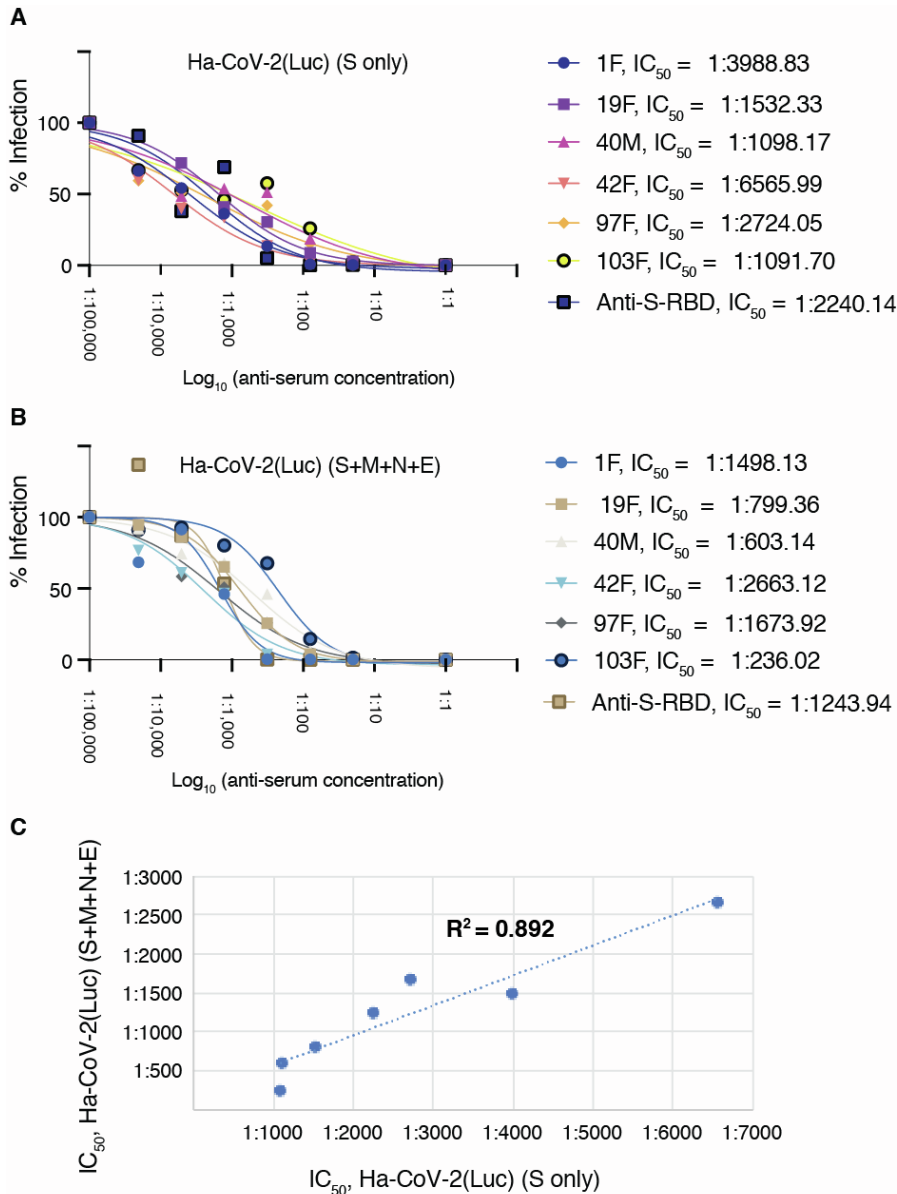 A
Ha-CoV-2(Luc) (S only)
% Infection
100
50
0
1:100,000
1:10,000
1:1,000
1:100
1:10
1:1
Log10 (anti-serum concentration)
1F, IC50 = 1:3988.83
19F, IC50 = 1:1532.33
40M, IC50 = 1:1098.17
42F, IC50 = 1:6565.99
97F, IC50 = 1:2724.05
103F, IC50 = 1:1091.70
Anti-S-RBD, IC50 = 1:2240.14
B
Ha-CoV-2(Luc) (S+M+N+E)
% Infection
100
50
0
1:100,000
1:10,000
1:1,000
1:100
1:10
1:1
Log10 (anti-serum concentration)
1F, IC50 = 1:1498.13
19F, IC50 = 1:799.36
40M, IC50 = 1:603.14
42F, IC50 = 1:2663.12
97F, IC50 = 1:1673.92
103F, IC50 = 1:236.02
Anti-S-RBD, IC50 = 1:1243.94
C
IC50, Ha-CoV-2(Luc) (S+M+N+E)
1:3000
1:2500
1:2000
1:1500
1:1000
1:500
R2 = 0.892
1:1000
1:2000
1:3000
1:4000
1:5000
1:6000
1:7000
IC50, Ha-CoV-2(Luc) (S only)